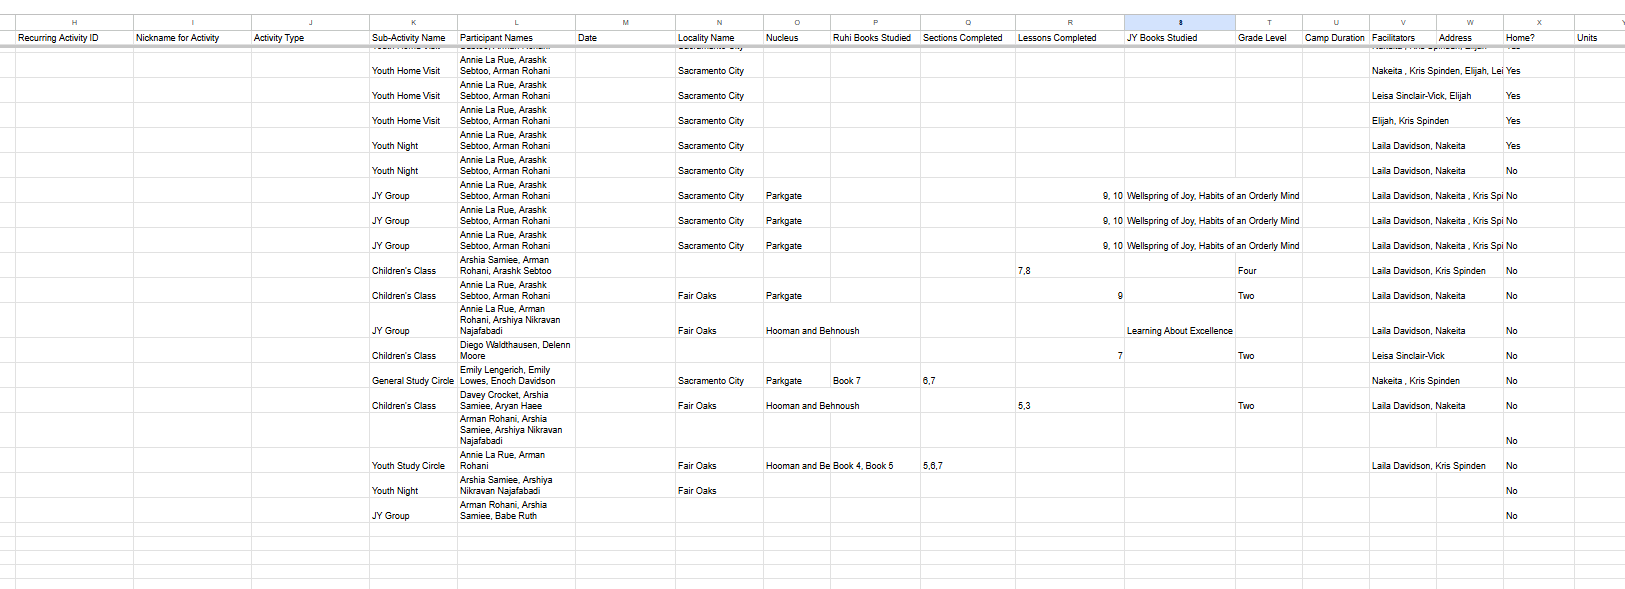 H I J K L M N O P Q R S T U V W X
Recurring Activity ID Nickname for Activity Activity Type Sub-Activity Name Participant Names Date Locality Name Nucleus Ruhi Books Studied Sections Completed Lessons Completed JY Books Studied Grade Level Camp Duration Facilitators Address Home? Units
Annie La Rue, Arashk
Youth Home Visit Sebtoo, Arman Rohani Sacramento City Nakeita , Kris Spinden, Elijah, Lei Yes
Annie La Rue, Arashk
Youth Home Visit Sebtoo, Arman Rohani Sacramento City Leisa Sinclair-Vick, Elijah Yes
Annie La Rue, Arashk
Youth Home Visit Sebtoo, Arman Rohani Sacramento City Elijah, Kris Spinden Yes
Annie La Rue, Arashk
Youth Night Sebtoo, Arman Rohani Sacramento City Laila Davidson, Nakeita Yes
Annie La Rue, Arashk
Youth Night Sebtoo, Arman Rohani Sacramento City Laila Davidson, Nakeita No
Annie La Rue, Arashk
JY Group Sebtoo, Arman Rohani Sacramento City Parkgate 9, 10 Wellspring of Joy, Habits of an Orderly Mind Laila Davidson, Nakeita , Kris Spi No
Annie La Rue, Arashk
JY Group Sebtoo, Arman Rohani Sacramento City Parkgate 9, 10 Wellspring of Joy, Habits of an Orderly Mind Laila Davidson, Nakeita , Kris Spi No
Annie La Rue, Arashk
JY Group Sebtoo, Arman Rohani Sacramento City Parkgate 9, 10 Wellspring of Joy, Habits of an Orderly Mind Laila Davidson, Nakeita , Kris Spi No
Arshia Samiee, Arman
Children's Class Rohani, Arashk Sebtoo 7,8 Four Laila Davidson, Kris Spinden No
Annie La Rue, Arashk
Children's Class Sebtoo, Arman Rohani Fair Oaks Parkgate 9 Two Laila Davidson, Nakeita No
Annie La Rue, Arman
Rohani, Arshiya Nikravan
JY Group Najafabadi Fair Oaks Hooman and Behnoush Learning About Excellence Laila Davidson, Nakeita No
Diego Waldthausen, Delenn
Children's Class Moore 7 Two Leisa Sinclair-Vick No
Emily Lengerich, Emily
General Study Circle Lowes, Enoch Davidson Sacramento City Parkgate Book 7 6,7 Nakeita , Kris Spinden No
Davey Crocket, Arshia
Children's Class Samiee, Aryan Haee Fair Oaks Hooman and Behnoush 5,3 Two Laila Davidson, Nakeita No
Arman Rohani, Arshia
Samiee, Arshiya Nikravan
Najafabadi No
Annie La Rue, Arman
Youth Study Circle Rohani Fair Oaks Hooman and Be Book 4, Book 5 5,6,7 Laila Davidson, Kris Spinden No
Arshia Samiee, Arshiya
Youth Night Nikravan Najafabadi Fair Oaks No
Arman Rohani, Arshia
JY Group Samiee, Babe Ruth No